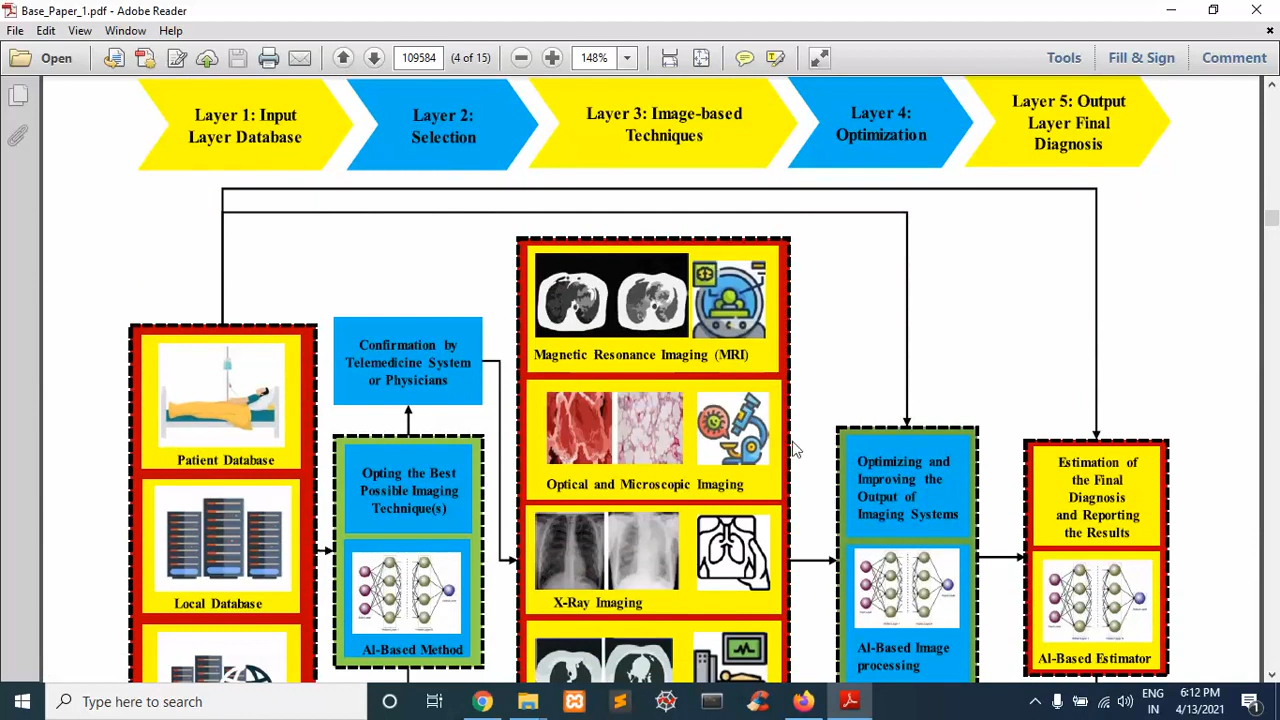 Base_Paper_1.pdf - Adobe Reader
File Edit View Window Help
Open 109584 (4 of 15) 148% Tools Fill & Sign Comment
Layer 1: Input
Layer Database
Layer 2:
Selection
Layer 3: Image-based
Techniques
Layer 4:
Optimization
Layer 5: Output
Layer Final
Diagnosis
Patient Database
Local Database
Confirmation by
Telemedicine System
or Physicians
Opting the Best
Possible Imaging
Technique(s)
AI-Based Method
Magnetic Resonance Imaging (MRI)
Optical and Microscopic Imaging
X-Ray Imaging
Optimizing and
Improving the
Output of
Imaging Systems
AI-Based Image
processing
Estimation of
the Final
Diagnosis
and Reporting
the Results
AI-Based Estimator
Type here to search
ENG
IN
6:12 PM
4/13/2021